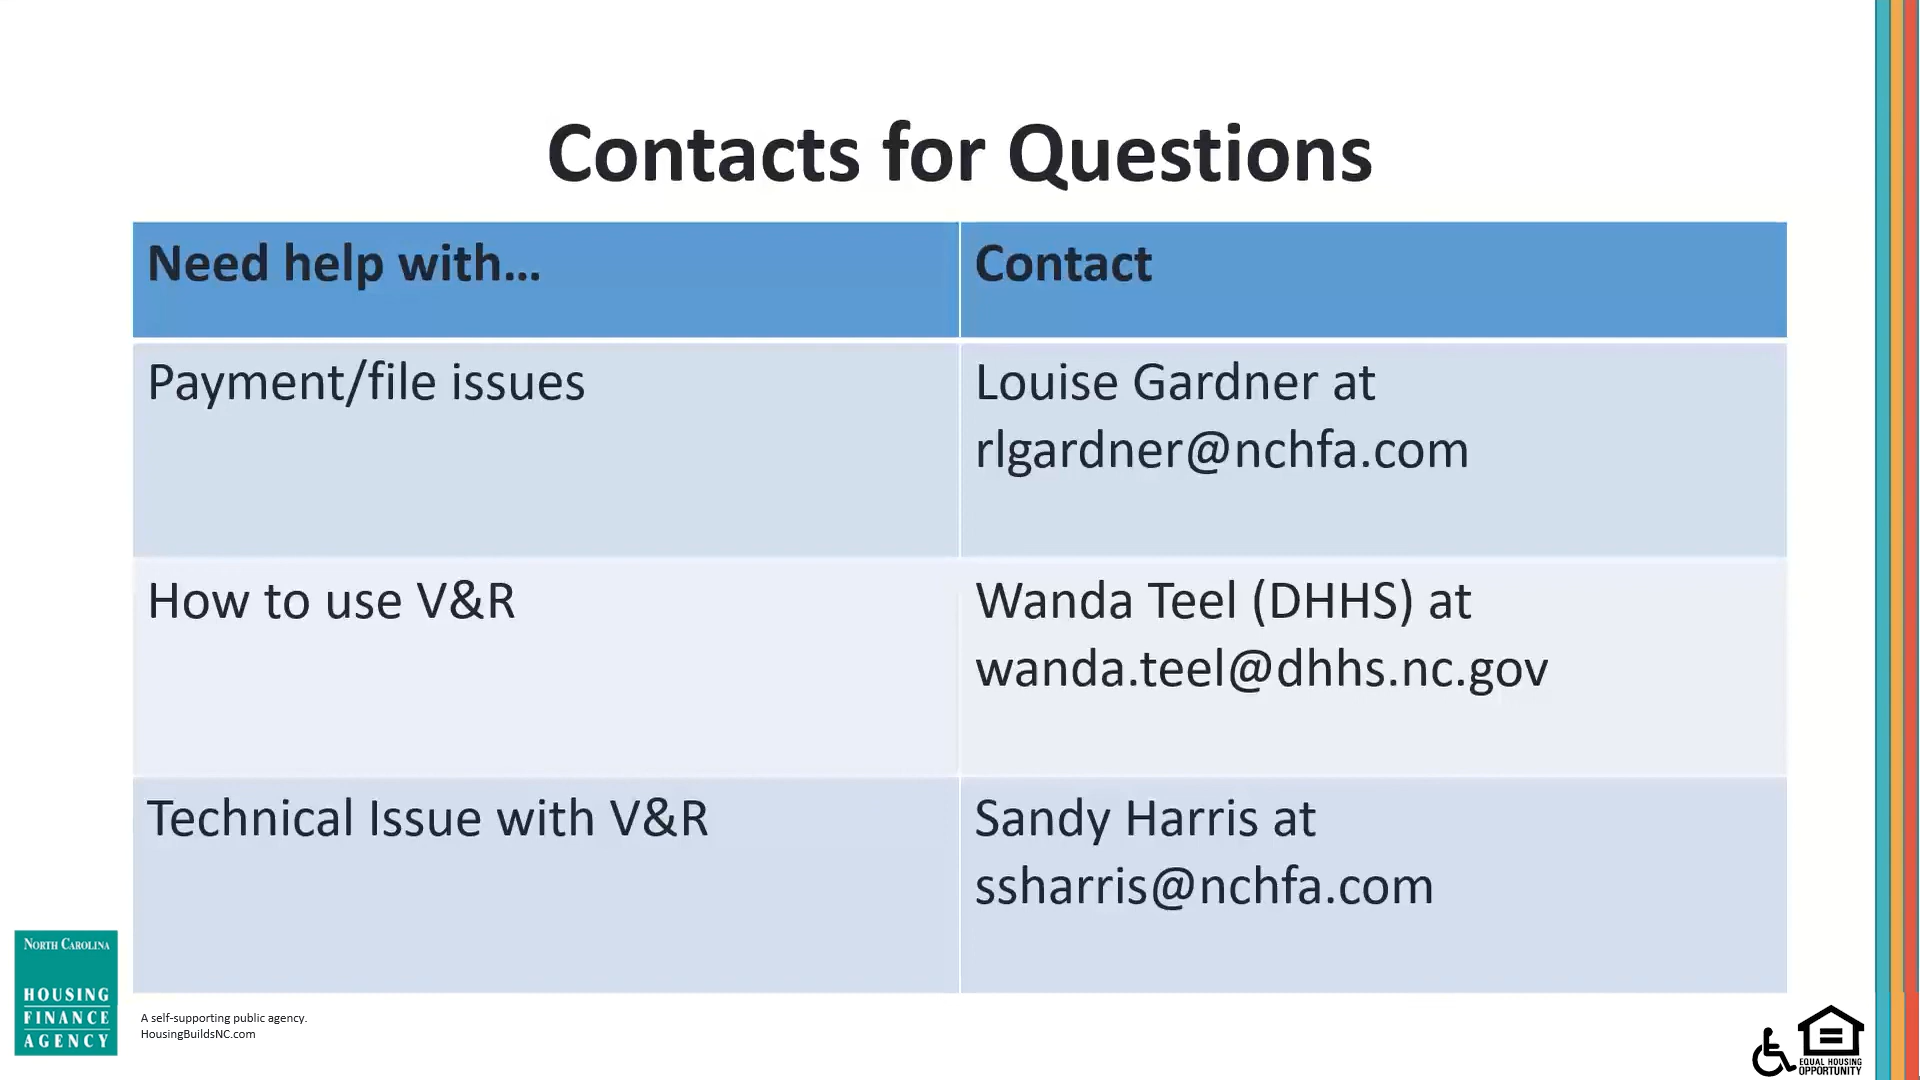 Contacts for Questions
Need help with…
Contact
Payment/file issues
Louise Gardner at
rlgardner@nchfa.com
How to use V&R
Wanda Teel (DHHS) at
wanda.teel@dhhs.nc.gov
Technical Issue with V&R
Sandy Harris at
ssharris@nchfa.com
NORTH CAROLINA
HOUSING
FINANCE
AGENCY
A self-supporting public agency.
HousingBuildsNC.com
EQUAL HOUSING
OPPORTUNITY